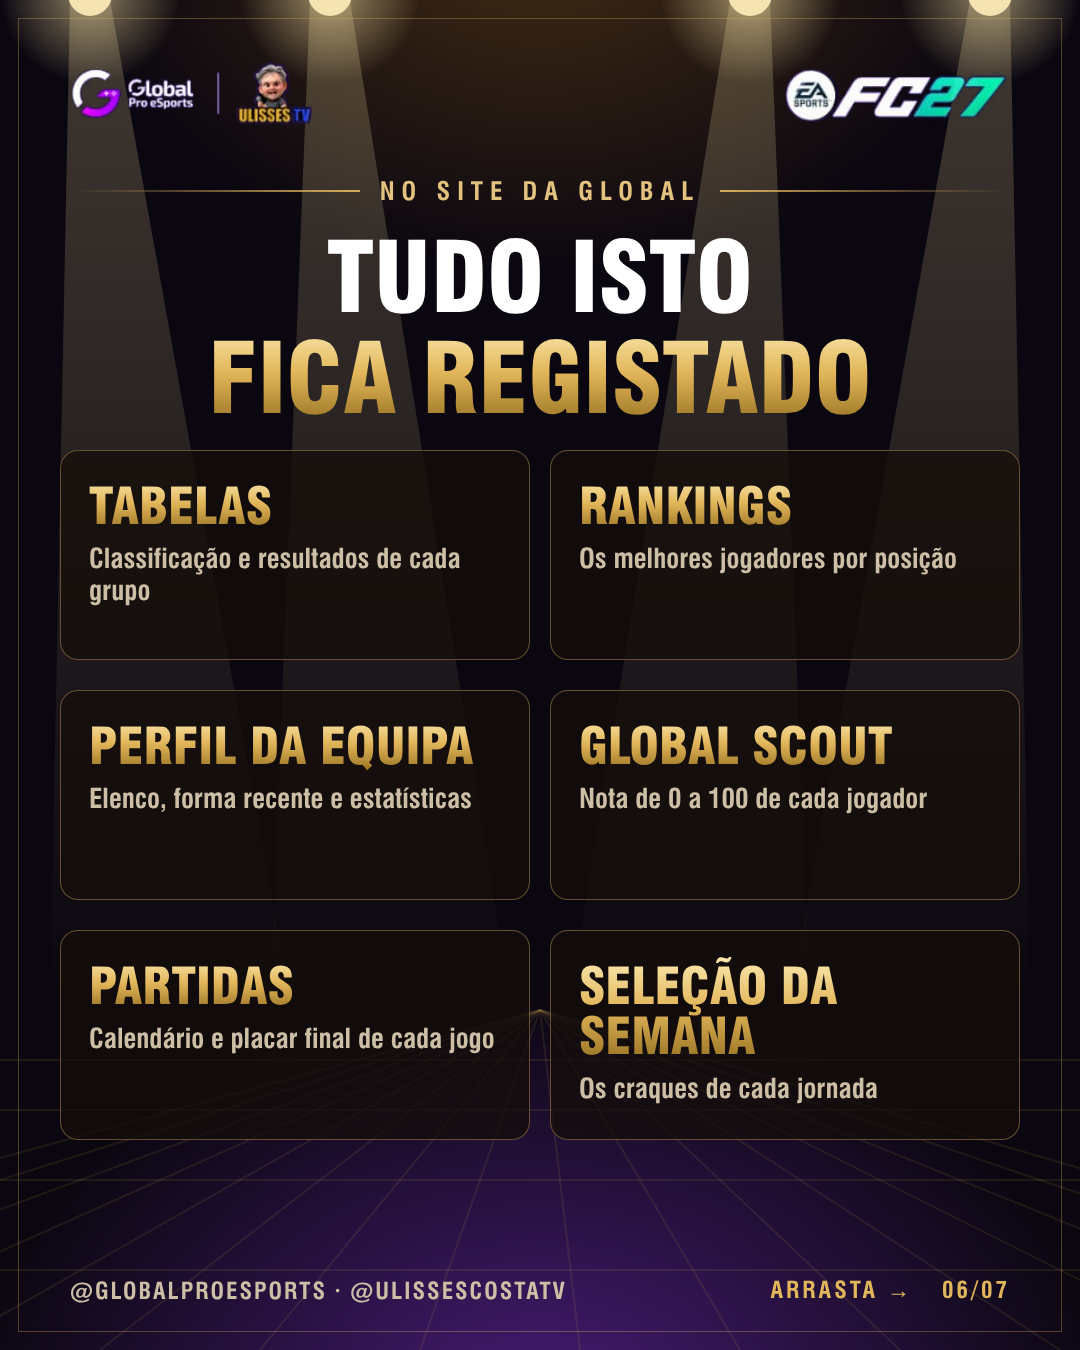 Global
Pro eSports
ULISSES TV
EA
SPORTS
FC27
NO SITE DA GLOBAL
TUDO ISTO
FICA REGISTADO
TABELAS
Classificação e resultados de cada
grupo
RANKINGS
Os melhores jogadores por posição
PERFIL DA EQUIPA
Elenco, forma recente e estatísticas
GLOBAL SCOUT
Nota de 0 a 100 de cada jogador
PARTIDAS
Calendário e placar final de cada jogo
SELEÇÃO DA
SEMANA
Os craques de cada jornada
@GLOBALPROESPORTS · @ULISSESCOSTATV
ARRASTA → 06/07